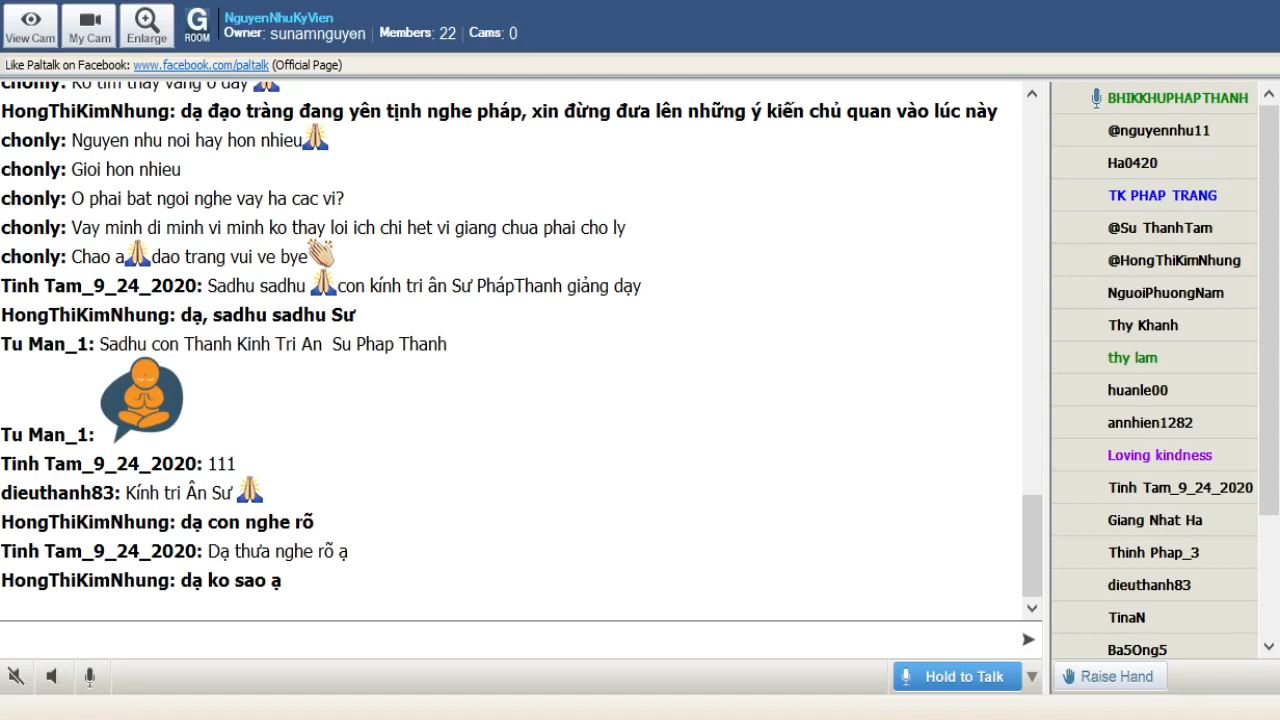 View Cam
My Cam
Enlarge
G
ROOM
NguyenNhuKyVien
Owner: sunamnguyen | Members: 22 | Cams: 0
Like Paltalk on Facebook: www.facebook.com/paltalk (Official Page)
chonly: Ko tim thay vang o day
HongThiKimNhung: dạ đạo tràng đang yên tịnh nghe pháp, xin đừng đưa lên những ý kiến chủ quan vào lúc này
chonly: Nguyen nhu noi hay hon nhieu
chonly: Gioi hon nhieu
chonly: O phai bat ngoi nghe vay ha cac vi?
chonly: Vay minh di minh vi minh ko thay loi ich chi het vi giang chua phai cho ly
chonly: Chao a dao trang vui ve bye
Tinh Tam_9_24_2020: Sadhu sadhu con kính tri ân Sư PhápThanh giảng dạy
HongThiKimNhung: dạ, sadhu sadhu Sư
Tu Man_1: Sadhu con Thanh Kinh Tri An Su Phap Thanh
Tu Man_1:
Tinh Tam_9_24_2020: 111
dieuthanh83: Kính tri Ân Sư
HongThiKimNhung: dạ con nghe rõ
Tinh Tam_9_24_2020: Dạ thưa nghe rõ ạ
HongThiKimNhung: dạ ko sao ạ
BHIKKHUPHAPTHANH
@nguyennhu11
Ha0420
TK PHAP TRANG
@Su ThanhTam
@HongThiKimNhung
NguoiPhuongNam
Thy Khanh
thy lam
huanle00
annhien1282
Loving kindness
Tinh Tam_9_24_2020
Giang Nhat Ha
Thinh Phap_3
dieuthanh83
TinaN
Ba5Ong5
Hold to Talk
Raise Hand